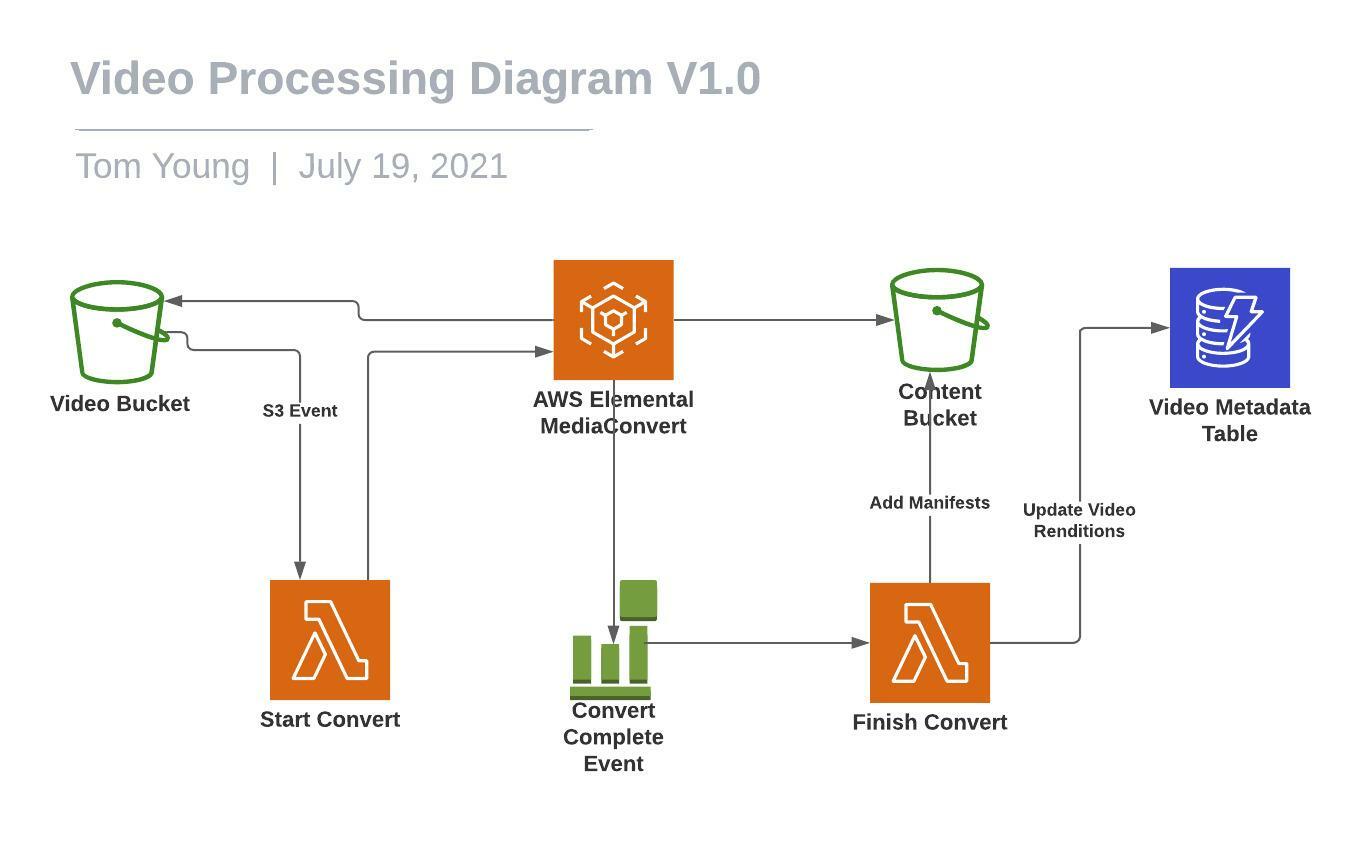 Video Processing Diagram V1.0
Tom Young | July 19, 2021
Video Bucket
S3 Event
AWS Elemental
MediaConvert
Content
Bucket
Video Metadata
Table
Add Manifests
Update Video
Renditions
Start Convert
Convert
Complete
Event
Finish Convert